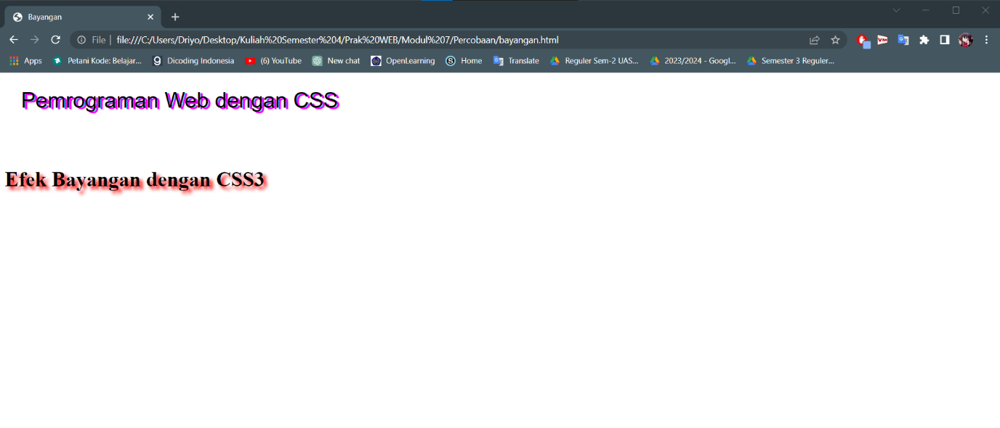 Bayangan
File | file:///C:/Users/Driyo/Desktop/Kuliah%20Semester%204/Prak%20WEB/Modul%207/Percobaan/bayangan.html
Apps Petani Kode: Belajar... Dicoding Indonesia (6) YouTube New chat OpenLearning Home Translate Reguler Sem-2 UAS... 2023/2024 - Googl... Semester 3 Reguler...
Pemrograman Web dengan CSS
Efek Bayangan dengan CSS3